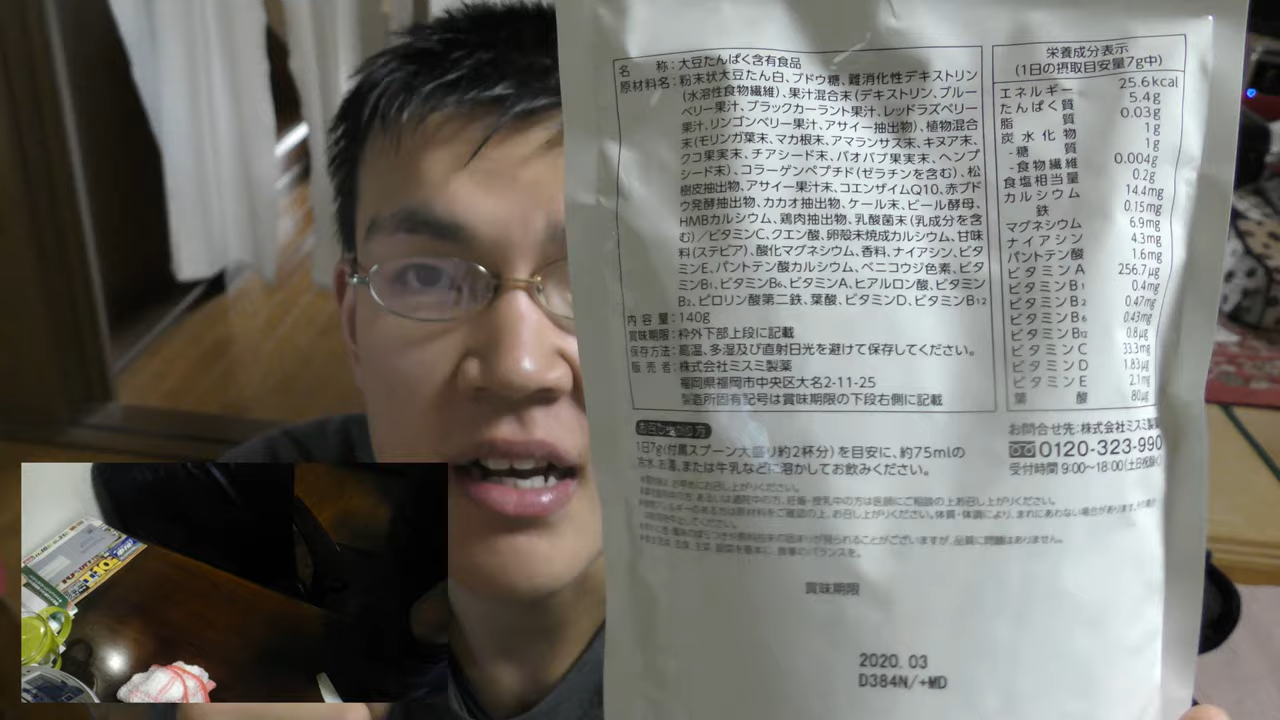 名 称：大豆たんぱく含有食品
原材料名：粉末状大豆たん白、ブドウ糖、難消化性デキストリン
(水溶性食物繊維)、果汁混合末(デキストリン、ブルー
ベリー果汁、ブラックカーラント果汁、レッドラズベリー
果汁、リンゴンベリー果汁、アサイー抽出物)、植物混合
末(モリンガ葉末、マカ根末、アマランサス末、キヌア末、
クコ果実末、チアシード末、バオバブ果実末、ヘンプ
シード末)、コラーゲンペプチド(ゼラチンを含む)、松
樹皮抽出物、アサイー果汁末、コエンザイムQ10、赤ブド
ウ発酵抽出物、カカオ抽出物、ケール末、ビール酵母、
HMBカルシウム、鶏肉抽出物、乳酸菌末(乳成分を含
む)／ビタミンC、クエン酸、卵殻未焼成カルシウム、甘味
料(ステビア)、酸化マグネシウム、香料、ナイアシン、ビタ
ミンE、パントテン酸カルシウム、ベニコウジ色素、ビタ
ミンB₁、ビタミンB₆、ビタミンA、ヒアルロン酸、ビタミン
B₂、ピロリン酸第二鉄、葉酸、ビタミンD、ビタミンB₁₂
内 容 量：140g
賞味期限：枠外下部上段に記載
保存方法：高温、多湿及び直射日光を避けて保存してください。
販 売 者：株式会社ミスミ製薬
福岡県福岡市中央区大名2-11-25
製造所固有記号は賞味期限の下段右側に記載
栄養成分表示
(1日の摂取目安量7g中)
エネルギー 25.6kcal
たんぱく質 5.4g
脂 質 0.03g
炭水化物 1g
-糖 質 1g
-食物繊維 0.004g
食塩相当量 0.2g
カルシウム 14.4mg
鉄 0.15mg
マグネシウム 6.9mg
ナイアシン 4.3mg
パントテン酸 1.6mg
ビタミンA 256.7μg
ビタミンB₁ 0.4mg
ビタミンB₂ 0.47mg
ビタミンB₆ 0.43mg
ビタミンB₁₂ 0.8μg
ビタミンC 33.3mg
ビタミンD 1.83μg
ビタミンE 2.1mg
葉 酸 80μg
お召し上がり方
1日7g(付属スプーン大盛り約2杯分)を目安に、約75mlの
冷水、お湯、または牛乳などに溶かしてお飲みください。
お問合せ先：株式会社ミスミ製薬
0120-323-990
受付時間 9:00〜18:00(土日祝除く
賞味期限
2020. 03
D384N/+MD